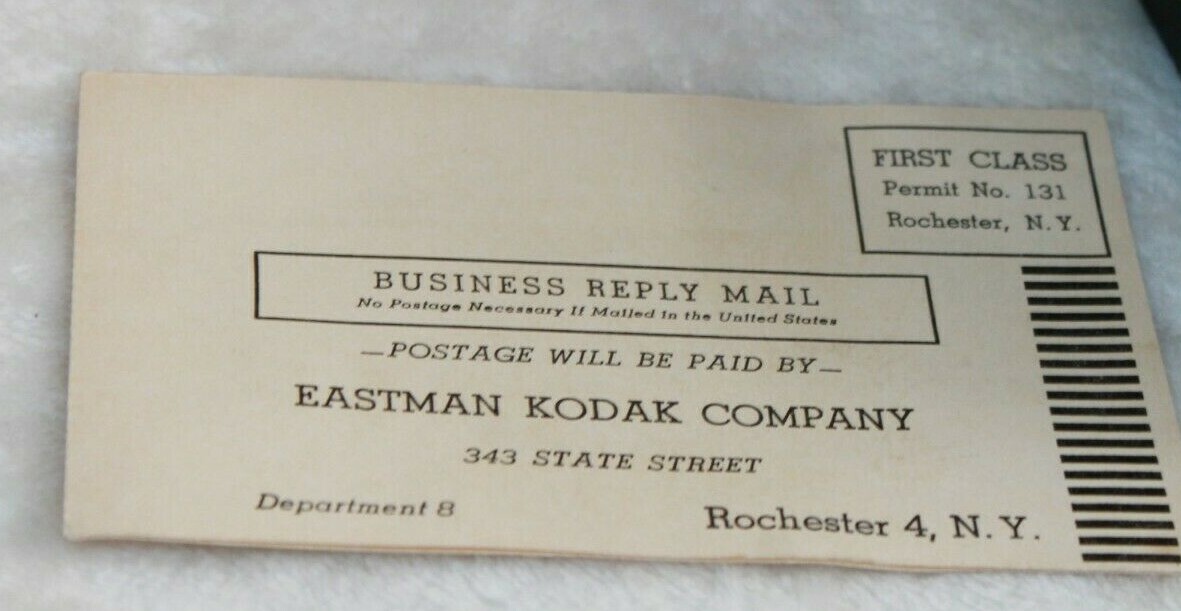 FIRST CLASS
Permit No. 131
Rochester, N. Y.
BUSINESS REPLY MAIL
No Postage Necessary If Mailed in the United States
—POSTAGE WILL BE PAID BY—
EASTMAN KODAK COMPANY
343 STATE STREET
Department 8
Rochester 4, N. Y.